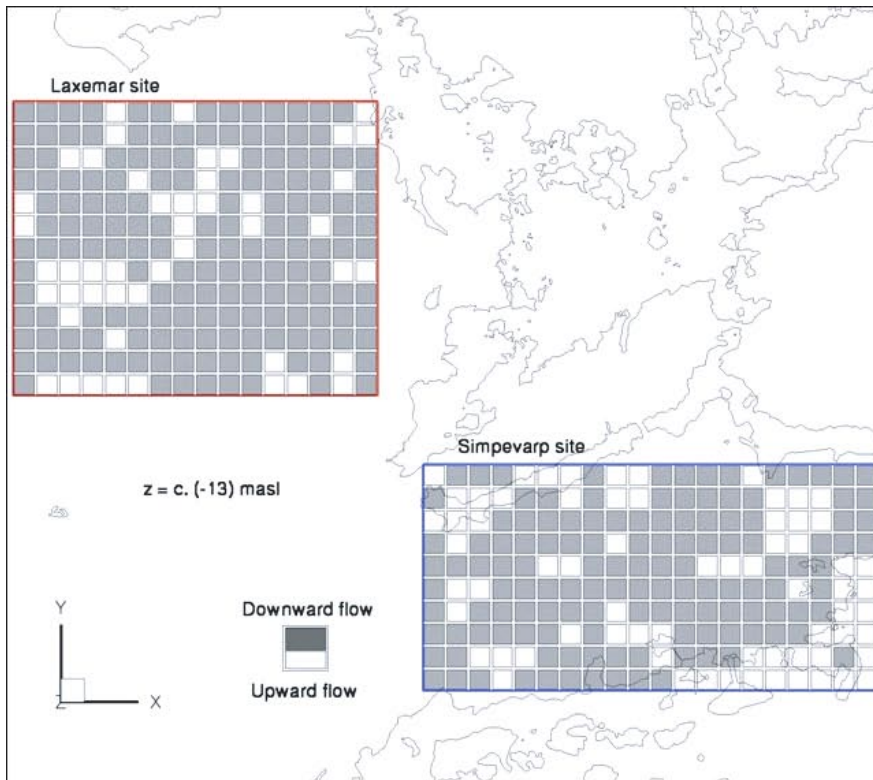 Laxemar site
Simpevarp site
z = c. (-13) masl
Downward flow
Upward flow
Y
Z
X